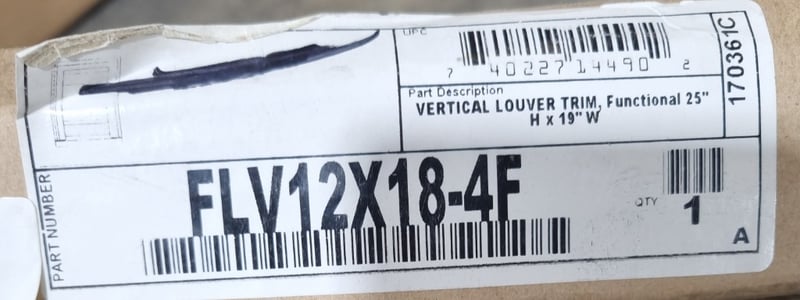 UPC
7 40227 14490 2
170361C
Part Description
VERTICAL LOUVER TRIM, Functional 25"
H x 19" W
PART NUMBER
FLV12X18-4F
QTY
1
A